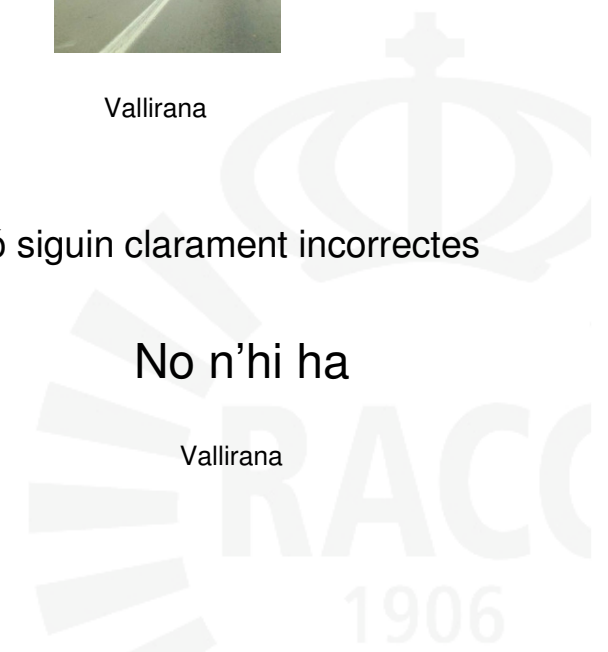 Vallirana
siguin clarament incorrectes
No n'hi ha
Vallirana
RACC
1906